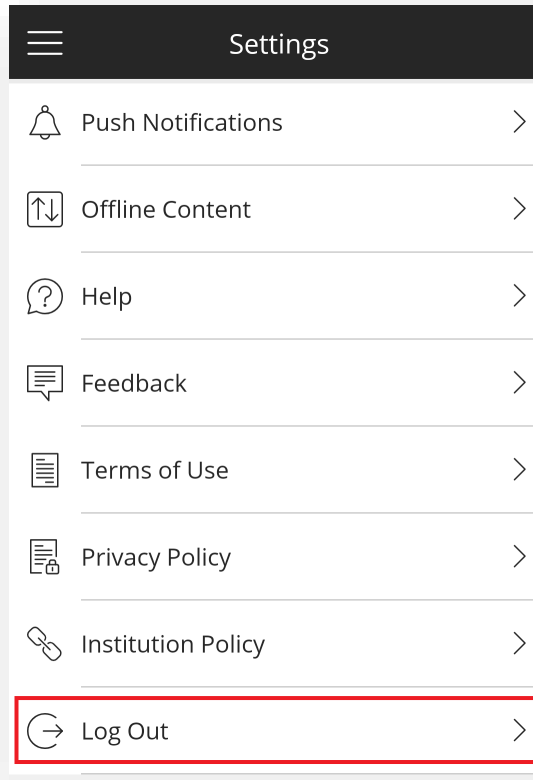 Settings
Push Notifications
Offline Content
Help
Feedback
Terms of Use
Privacy Policy
Institution Policy
Log Out